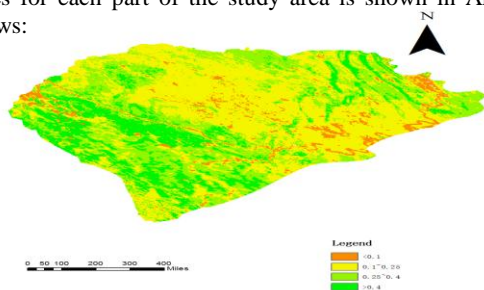 es for each part of the study area is shown in A
ws:
N
0 50 100 200 300 400
Miles
Legend
<0.1
0.1~0.25
0.25~0.4
>0.4